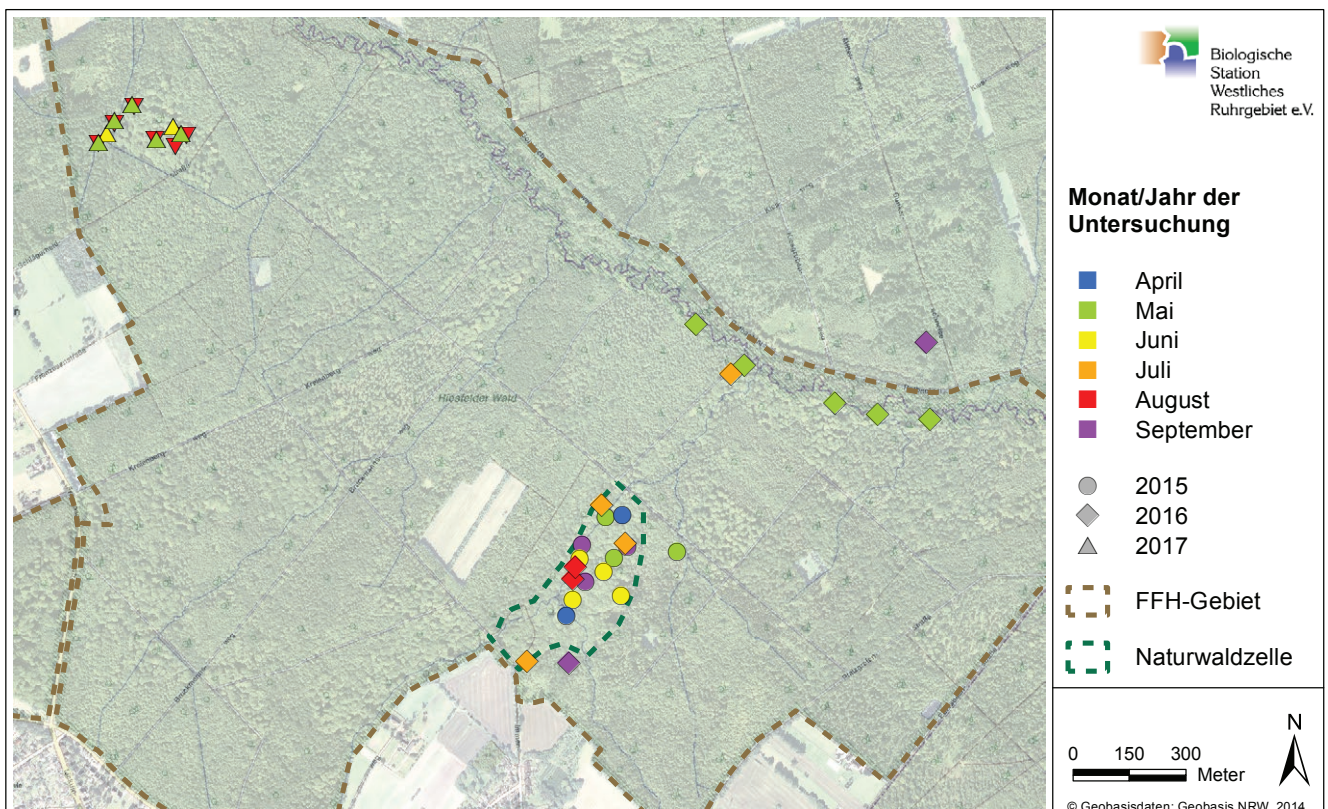 Biologische
Station
Westliches
Ruhrgebiet e.V.
Monat/Jahr der
Untersuchung
April
Mai
Juni
Juli
August
September
2015
2016
2017
FFH-Gebiet
Naturwaldzelle
N
0 150 300
Meter
© Geobasisdaten: Geobasis NRW, 2014
Hiesfelder Wald